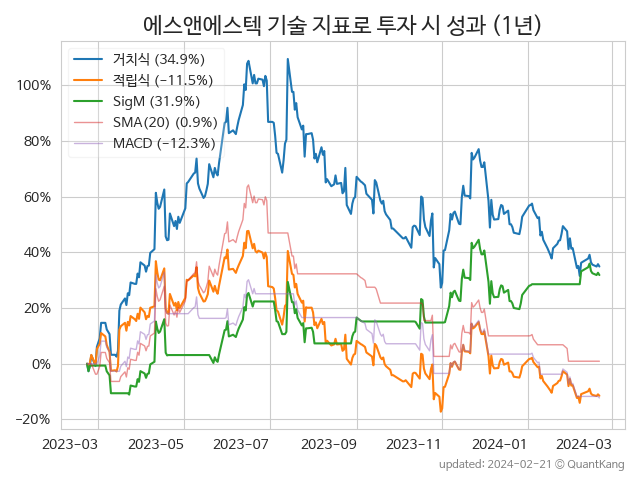 에스앤에스텍 기술 지표로 투자 시 성과 (1년)
거치식 (34.9%)
적립식 (−11.5%)
SigM (31.9%)
SMA(20) (0.9%)
MACD (−12.3%)
100%
80%
60%
40%
20%
0%
−20%
2023−03 2023−05 2023−07 2023−09 2023−11 2024−01 2024−03
updated: 2024−02−21 © QuantKang